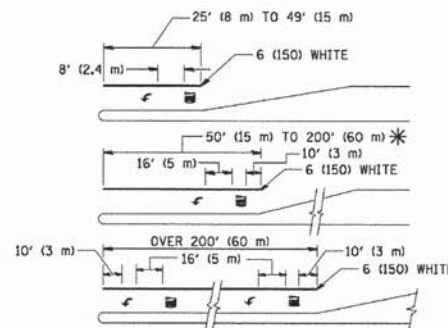 25' (8 m) TO 49' (15 m)
6 (150) WHITE
8' (2.4 m)
50' (15 m) TO 200' (60 m) *
16' (5 m)
10' (3 m)
6 (150) WHITE
OVER 200' (60 m)
10' (3 m)
16' (5 m)
10' (3 m)
6 (150) WHITE